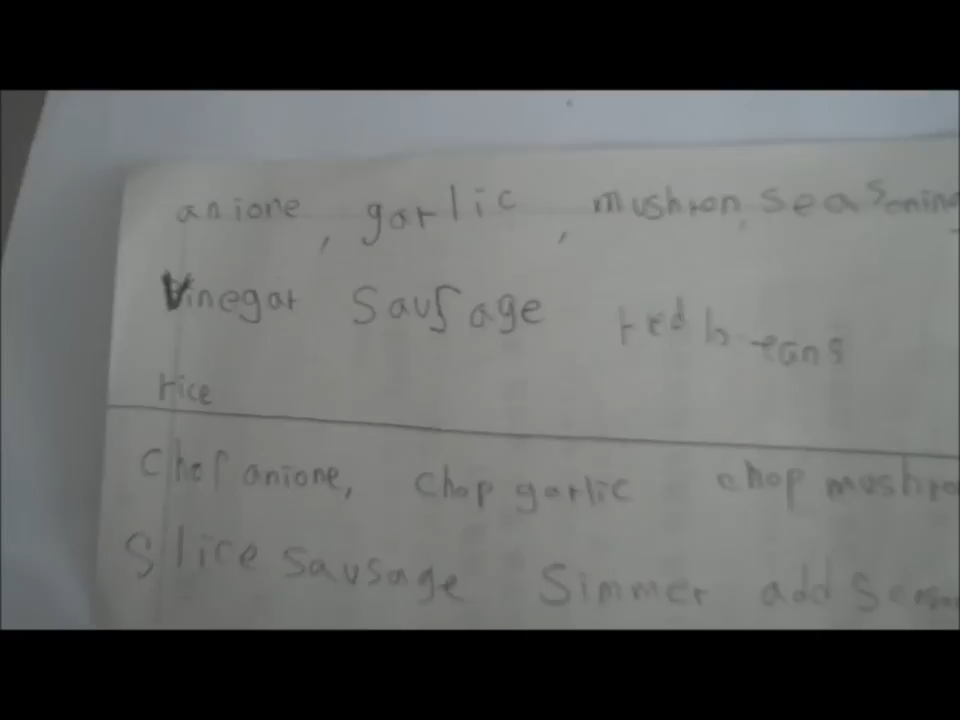 anione, garlic, mushron, seasoning
Vinegar Sausage red beans
rice
Chop anione, Chop garlic chop mushro
Slice sausage Simmer add